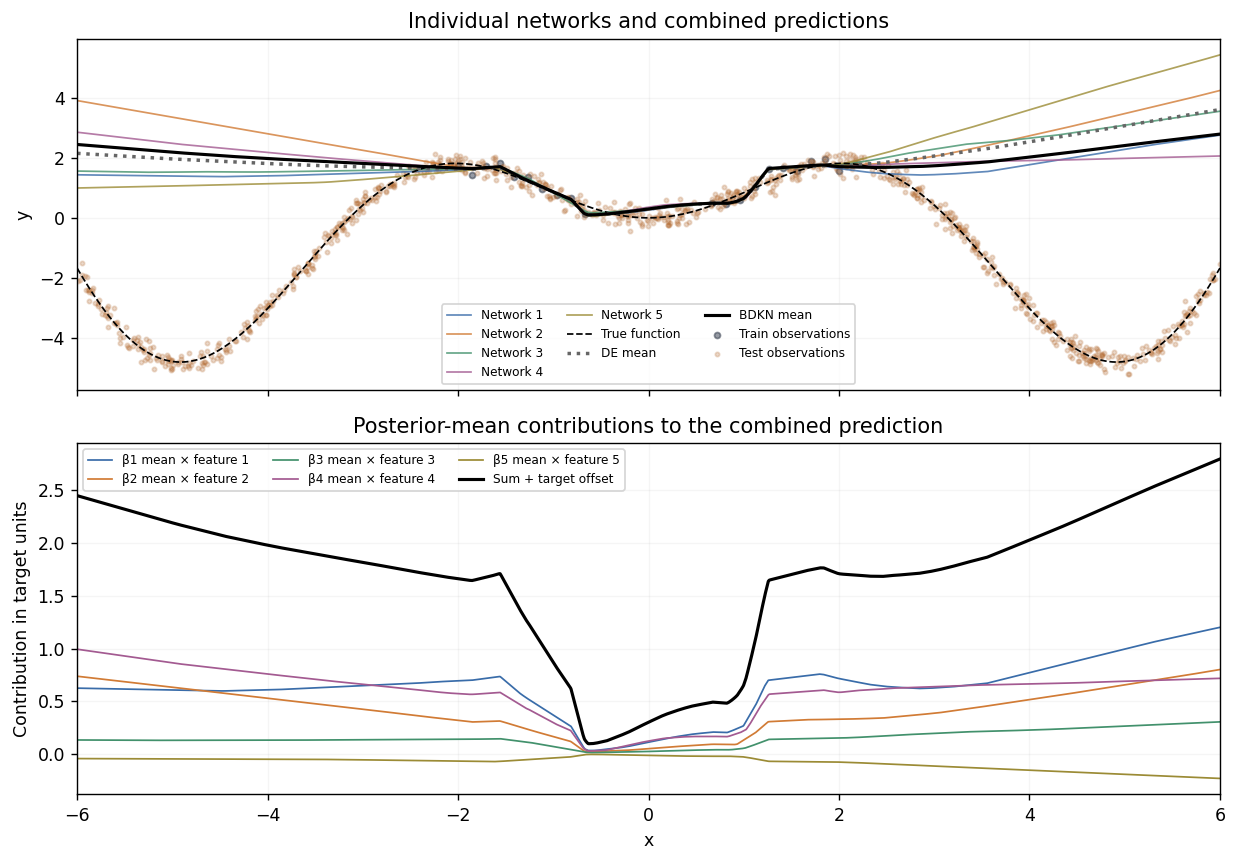 Individual networks and combined predictions
y
4
2
0
−2
−4
Network 1
Network 2
Network 3
Network 4
Network 5
True function
DE mean
BDKN mean
Train observations
Test observations
Posterior-mean contributions to the combined prediction
Contribution in target units
2.5
2.0
1.5
1.0
0.5
0.0
β1 mean × feature 1
β2 mean × feature 2
β3 mean × feature 3
β4 mean × feature 4
β5 mean × feature 5
Sum + target offset
−6 −4 −2 0 2 4 6
x